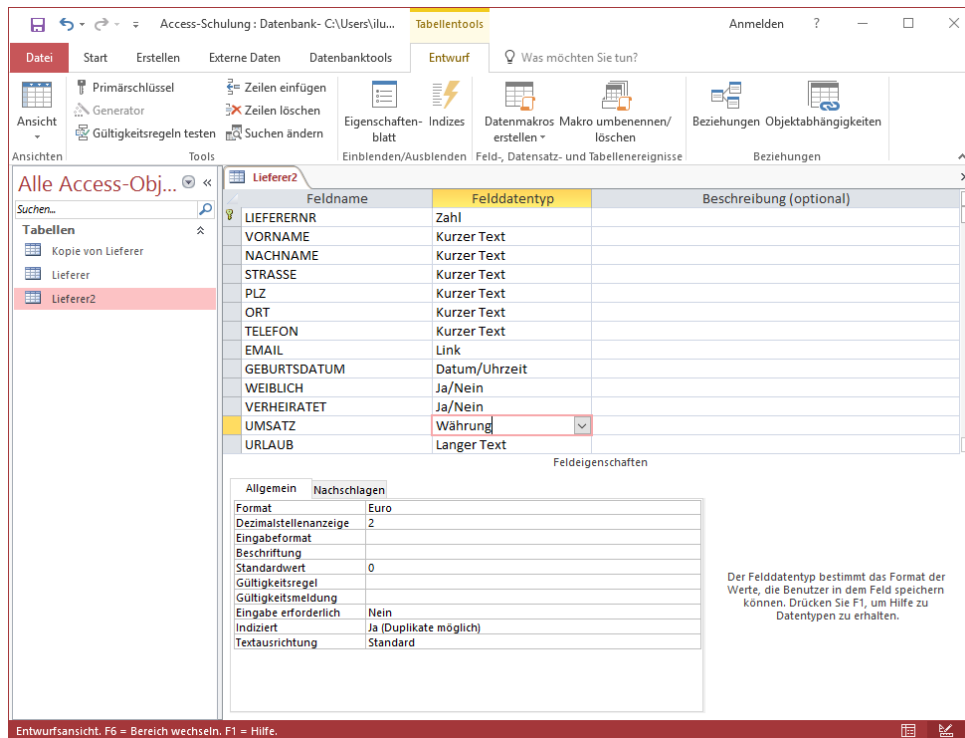 Access-Schulung : Datenbank- C:\Users\ilu... Tabellentools Anmelden ?
Datei Start Erstellen Externe Daten Datenbanktools Entwurf Was möchten Sie tun?
Ansicht
Primärschlüssel
Generator
Gültigkeitsregeln testen
Zeilen einfügen
Zeilen löschen
Suchen ändern
Eigenschaften-
blatt
Indizes
Datenmakros
erstellen
Makro umbenennen/
löschen
Beziehungen
Objektabhängigkeiten
Ansichten Tools Einblenden/Ausblenden Feld-, Datensatz- und Tabellenereignisse Beziehungen
Alle Access-Obj...
Suchen...
Tabellen
Kopie von Lieferer
Lieferer
Lieferer2
Lieferer2
Feldname Felddatentyp Beschreibung (optional)
LIEFERERNR Zahl
VORNAME Kurzer Text
NACHNAME Kurzer Text
STRASSE Kurzer Text
PLZ Kurzer Text
ORT Kurzer Text
TELEFON Kurzer Text
EMAIL Link
GEBURTSDATUM Datum/Uhrzeit
WEIBLICH Ja/Nein
VERHEIRATET Ja/Nein
UMSATZ Währung
URLAUB Langer Text
Feldeigenschaften
Allgemein Nachschlagen
Format Euro
Dezimalstellenanzeige 2
Eingabeformat
Beschriftung
Standardwert 0
Gültigkeitsregel
Gültigkeitsmeldung
Eingabe erforderlich Nein
Indiziert Ja (Duplikate möglich)
Textausrichtung Standard
Der Felddatentyp bestimmt das Format der
Werte, die Benutzer in dem Feld speichern
können. Drücken Sie F1, um Hilfe zu
Datentypen zu erhalten.
Entwurfsansicht. F6 = Bereich wechseln. F1 = Hilfe.